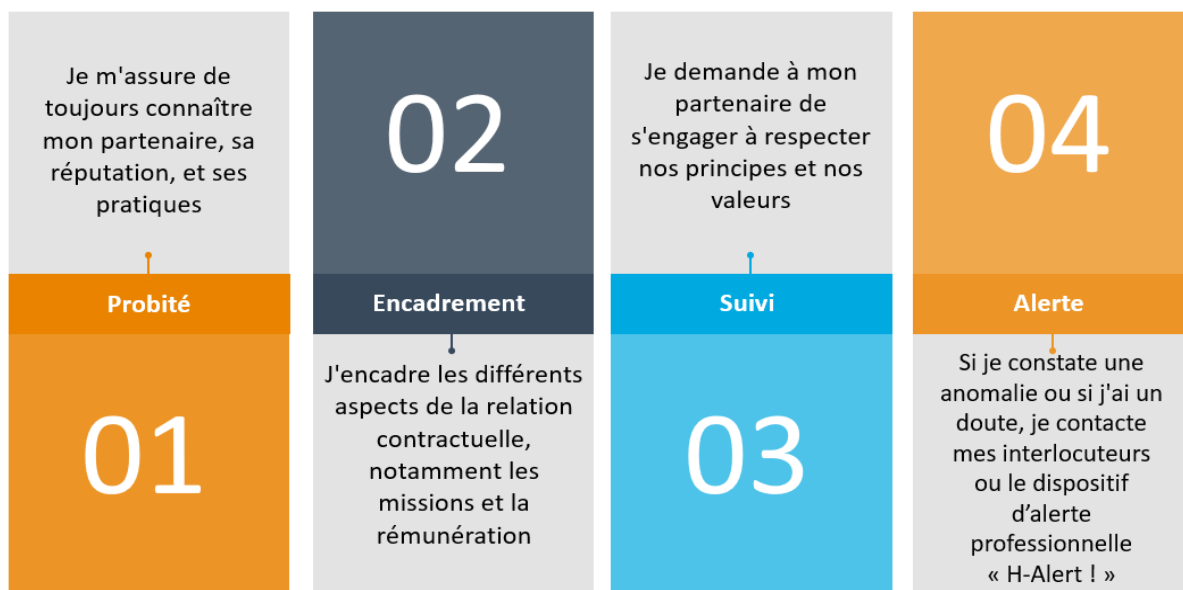 Je m'assure de
toujours connaître
mon partenaire, sa
réputation, et ses
pratiques
Probité
01
02
Encadrement
J'encadre les différents
aspects de la relation
contractuelle,
notamment les
missions et la
rémunération
Je demande à mon
partenaire de
s'engager à respecter
nos principes et nos
valeurs
Suivi
03
04
Alerte
Si je constate une
anomalie ou si j'ai un
doute, je contacte
mes interlocuteurs
ou le dispositif
d’alerte
professionnelle
« H-Alert ! »